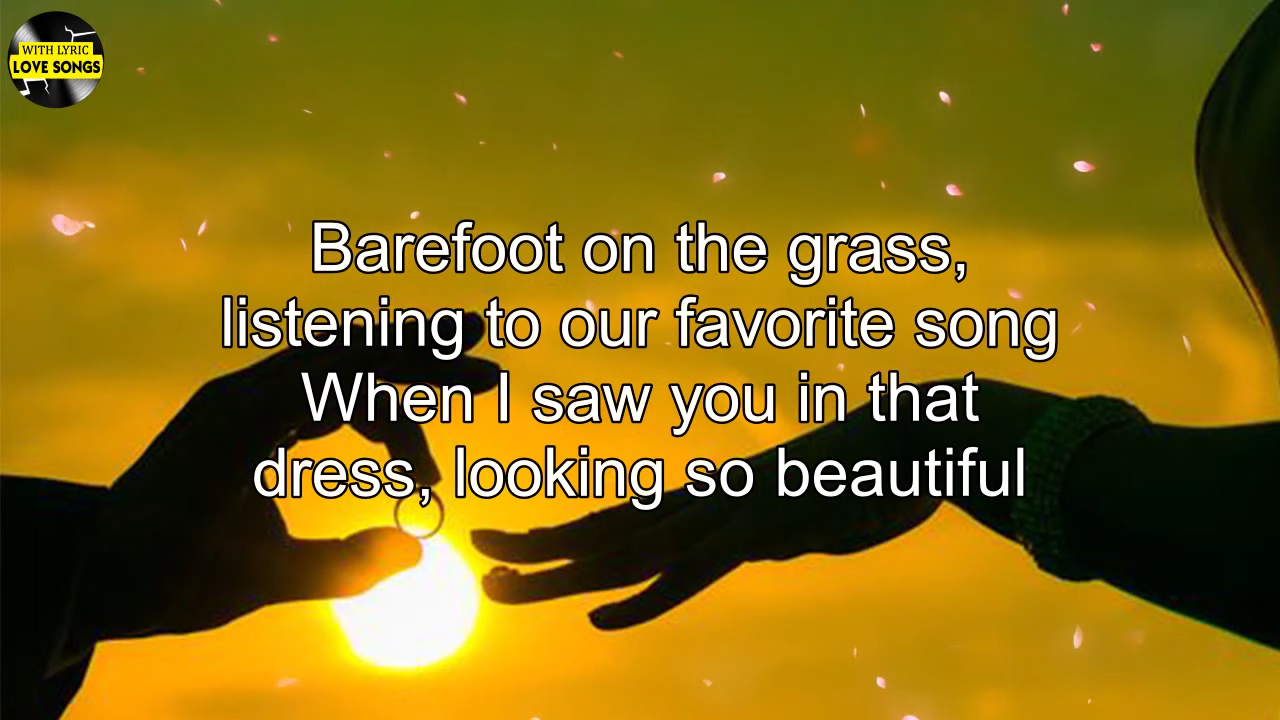 WITH LYRIC
LOVE SONGS
Barefoot on the grass,
listening to our favorite song
When I saw you in that
dress, looking so beautiful